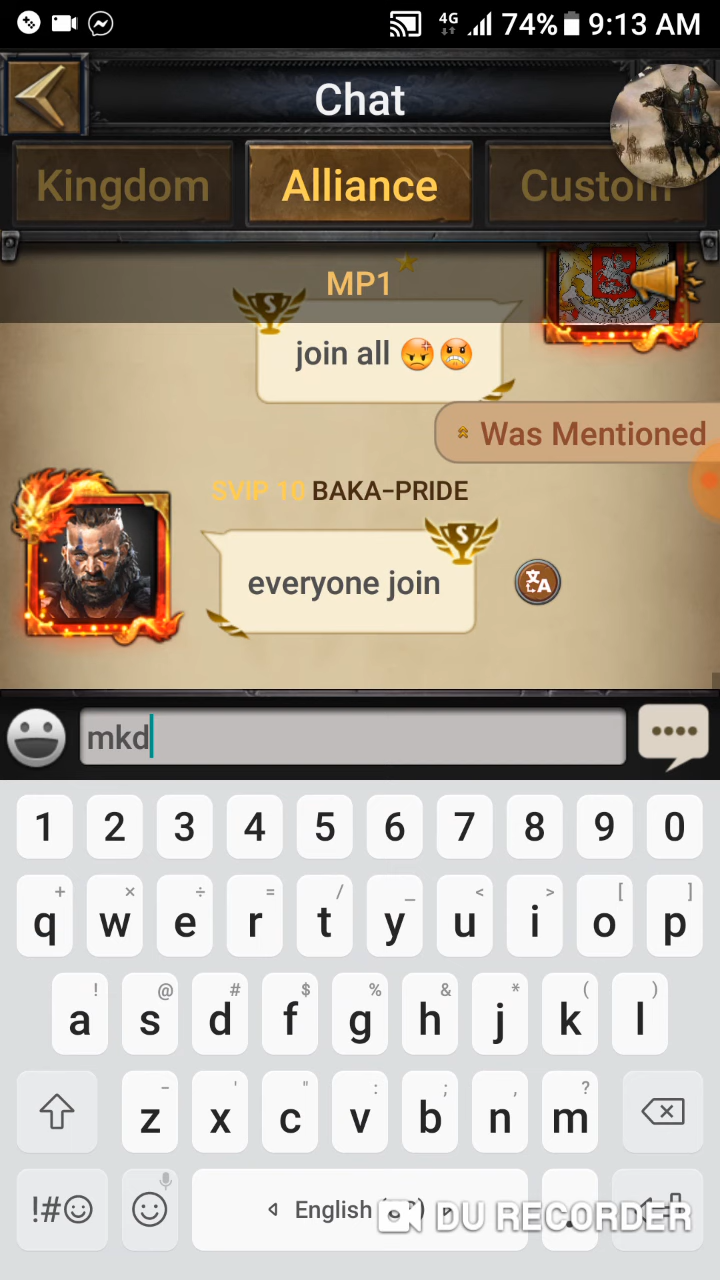 4G 74% 9:13 AM
Chat
Kingdom Alliance Custom
MP1
join all 😡😠
Was Mentioned
SVIP 10 BAKA-PRIDE
everyone join
mkd
1 2 3 4 5 6 7 8 9 0
+ × ÷ = / _ < > [ ]
q w e r t y u i o p
! @ # $ % & * ( )
a s d f g h j k l
- ' " : ; , ?
z x c v b n m
!#☺ English
DU RECORDER